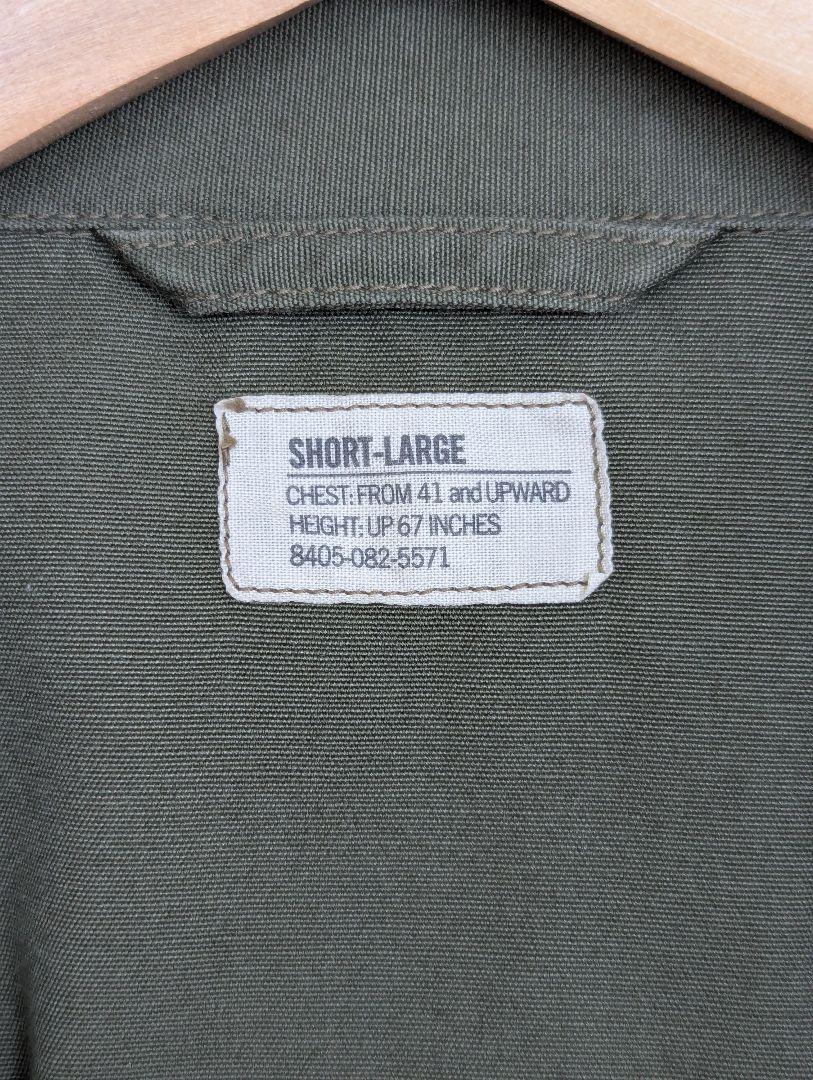 SHORT-LARGE
CHEST: FROM 41 and UPWARD
HEIGHT: UP 67 INCHES
8405-082-5571